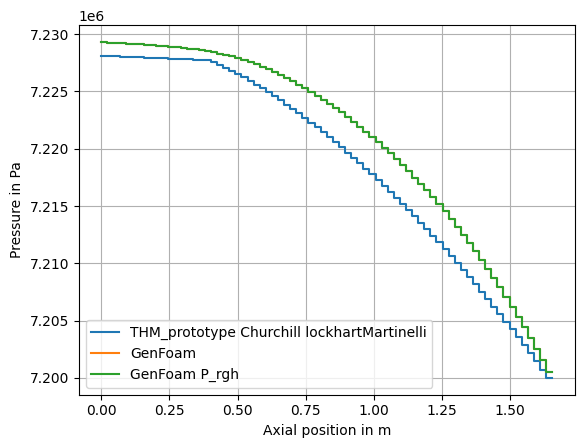 1e6
7.230
7.225
7.220
7.215
7.210
7.205
7.200
Pressure in Pa
THM_prototype Churchill lockhartMartinelli
GenFoam
GenFoam P_rgh
0.00 0.25 0.50 0.75 1.00 1.25 1.50
Axial position in m